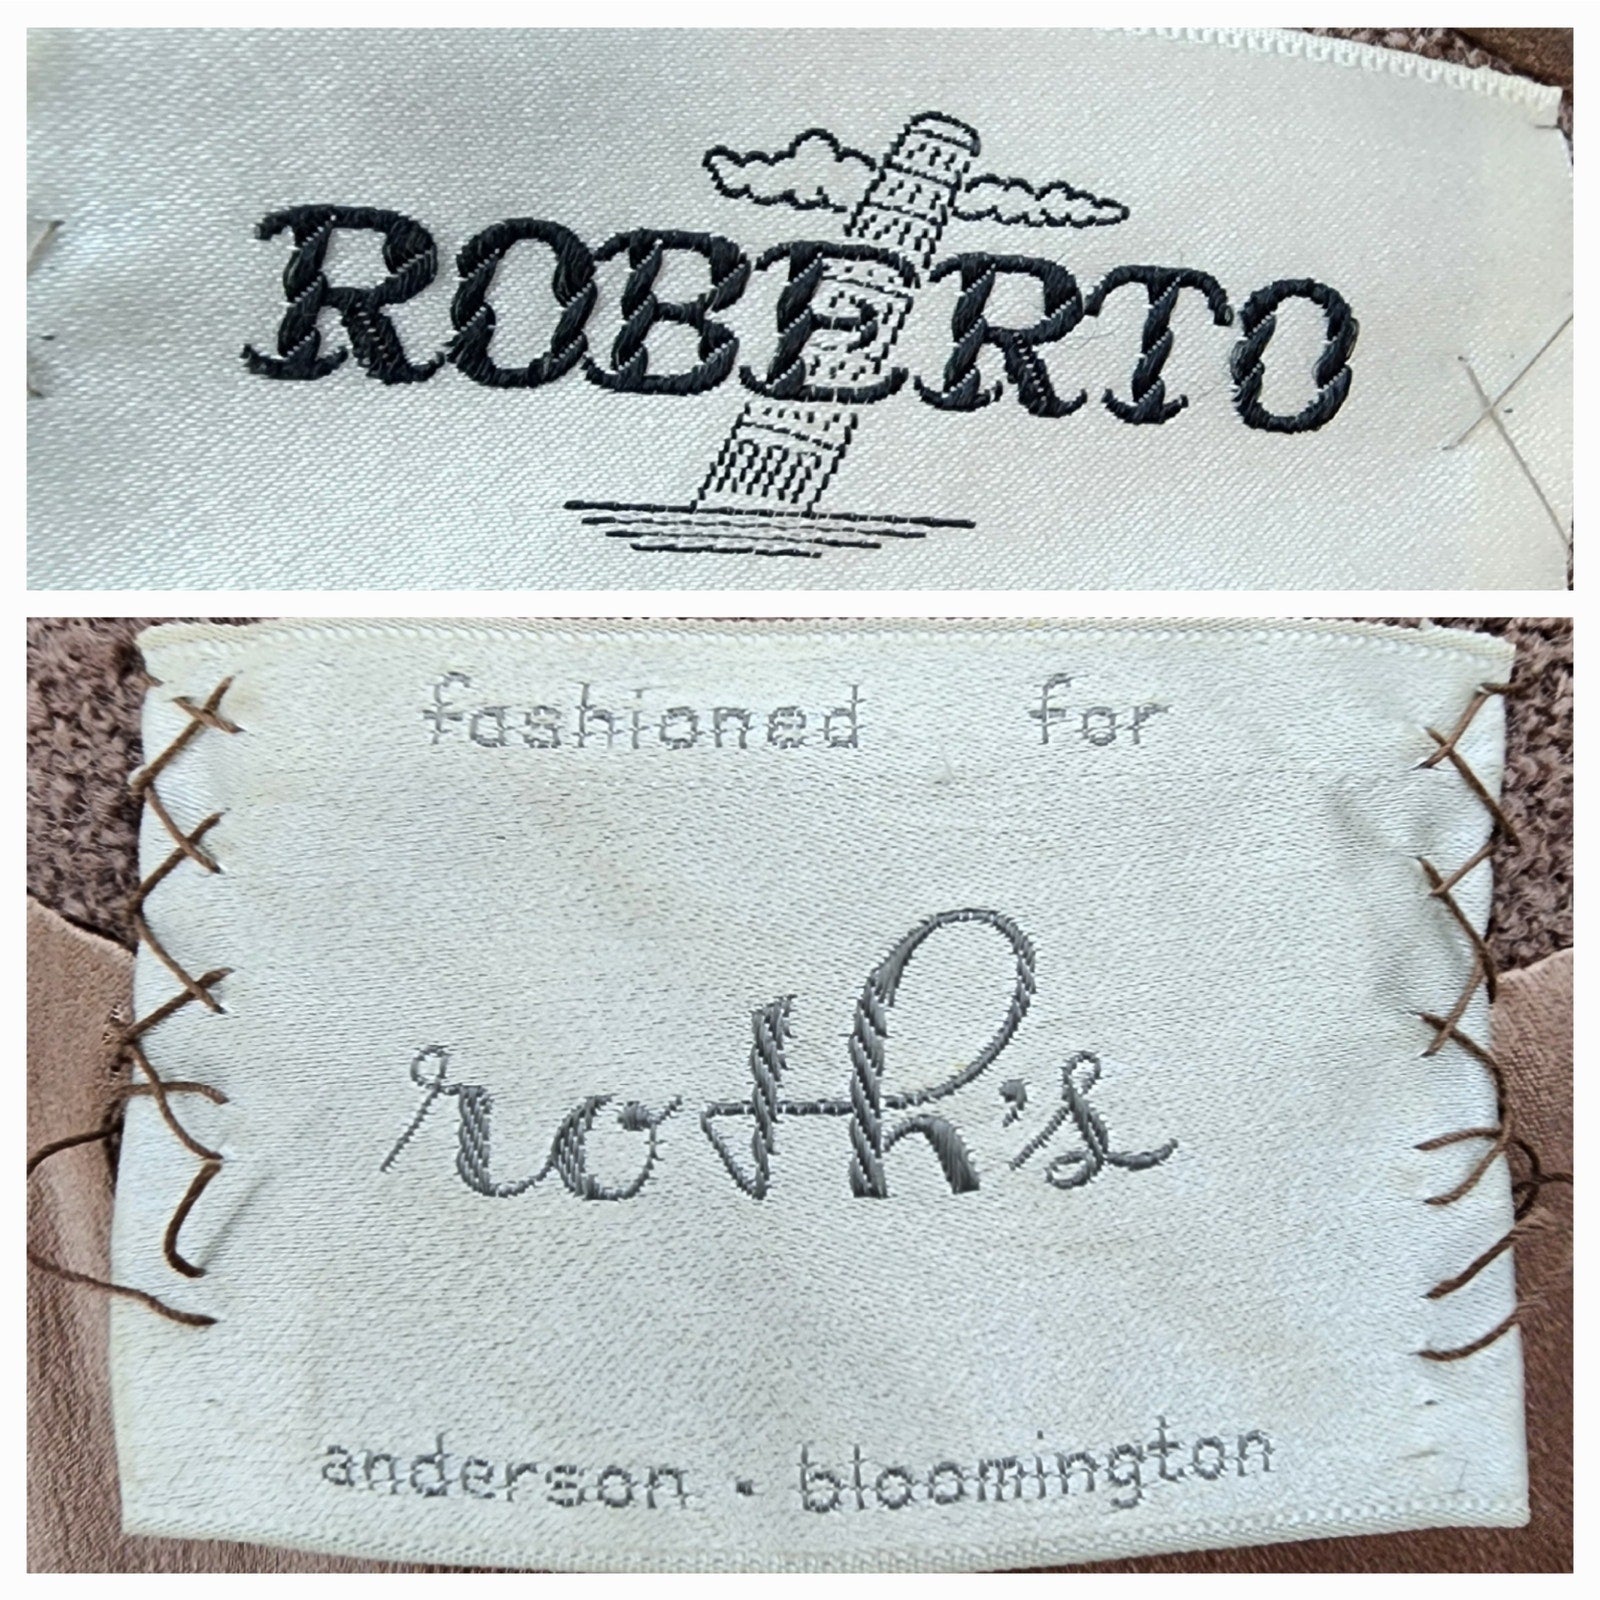 ROBERTO
fashioned for
roth's
anderson - bloomington